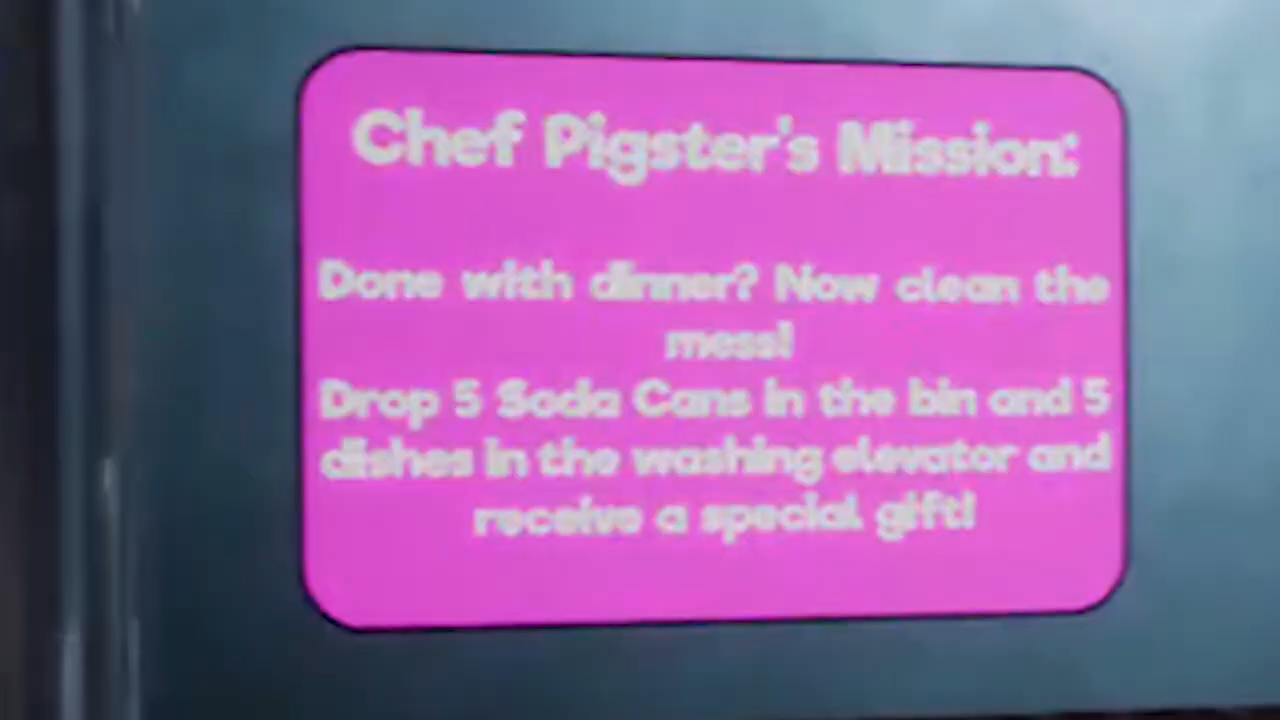 Chef Pigster's Mission:
Done with dinner? Now clean the
mess!
Drop 5 Soda Cans in the bin and 5
dishes in the washing elevator and
receive a special gift!